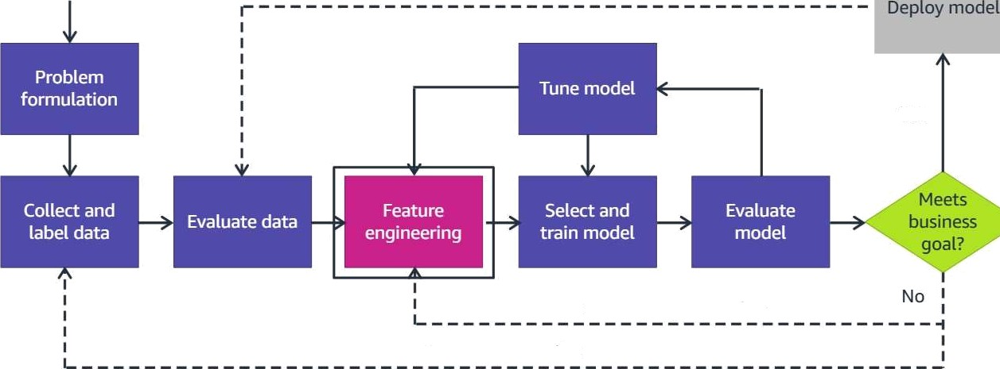 Deploy model
Problem
formulation
Tune model
Collect and
label data
Evaluate data
Feature
engineering
Select and
train model
Evaluate
model
Meets
business
goal?
No